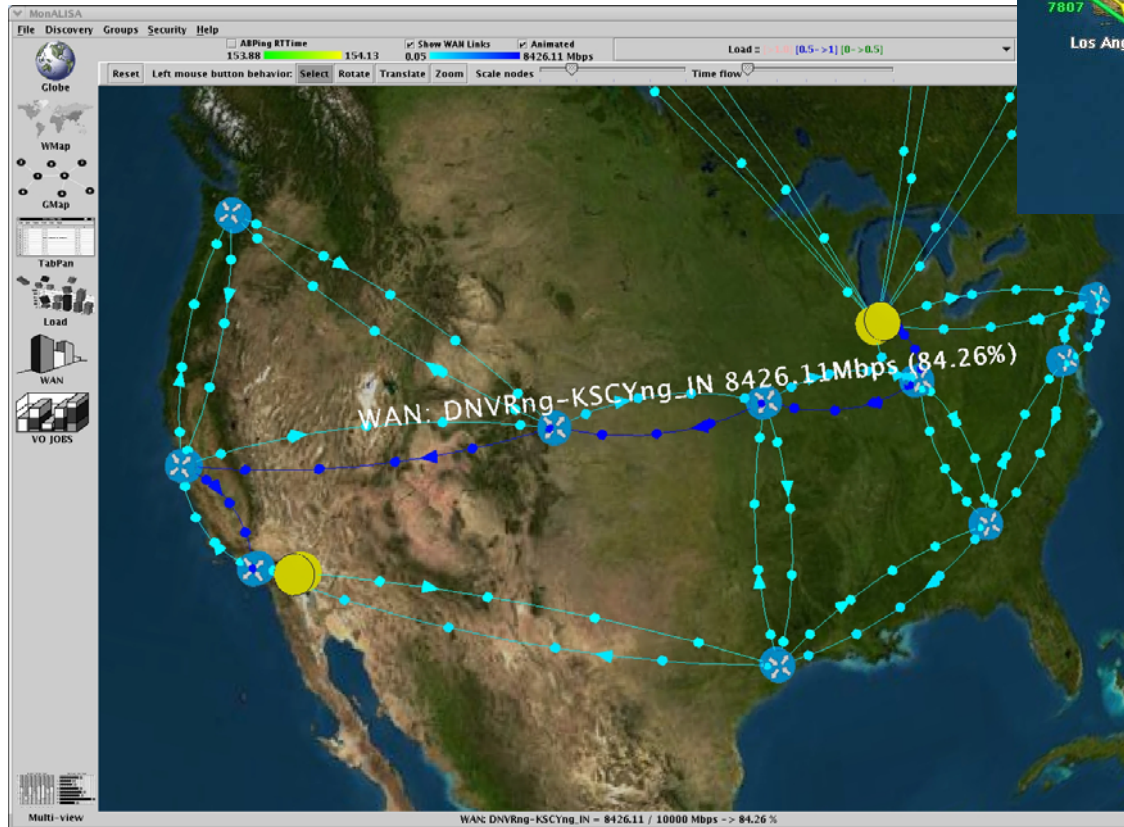 MonALISA
File Discovery Groups Security Help
ABPing RTTime
153.88 154.13
Show WAN Links
Animated
0.05 8426.11 Mbps
Load = [0.5->1] [0->0.5]
Reset Left mouse button behavior: Select Rotate Translate Zoom Scale nodes Time flow
Globe
WMap
GMap
TabPan
Load
WAN
VO JOBS
Multi-view
7807
Los Ang
WAN: DNVRng-KSCYng_IN 8426.11Mbps (84.26%)
WAN: DNVRng-KSCYng_IN = 8426.11 / 10000 Mbps -> 84.26 %